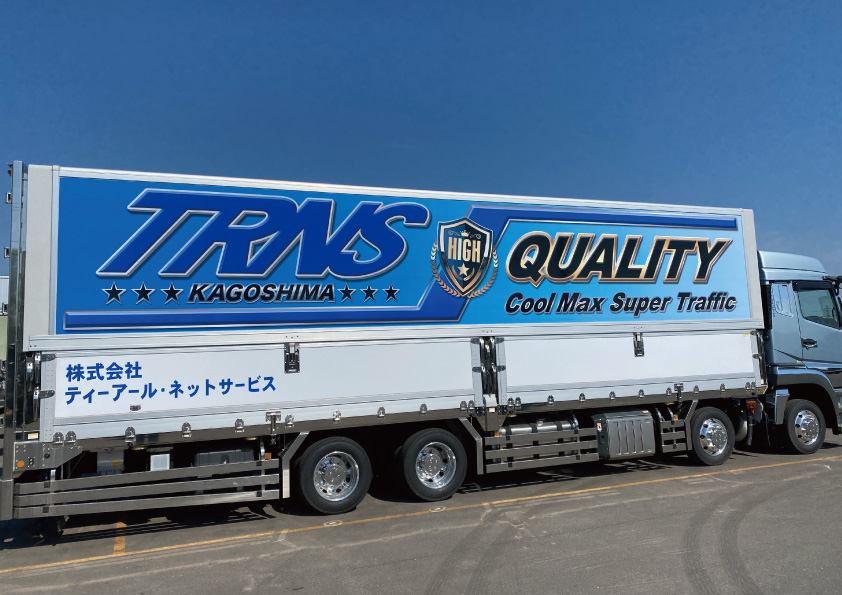 TRNS
★★★KAGOSHIMA★★★
HIGH
QUALITY
Cool Max Super Traffic
株式会社
ティーアール・ネットサービス